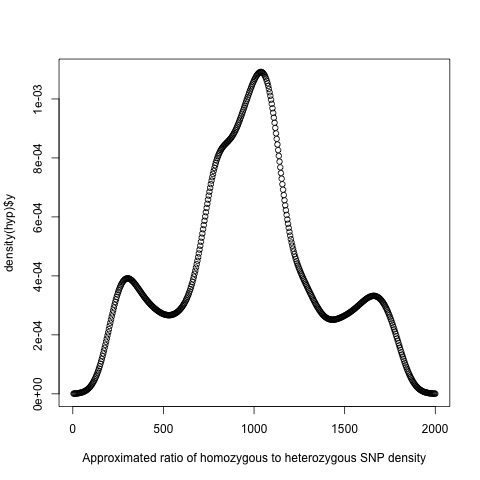 density(hyp)$y
1e-03
8e-04
6e-04
4e-04
2e-04
0e+00
0
500
1000
1500
2000
Approximated ratio of homozygous to heterozygous SNP density